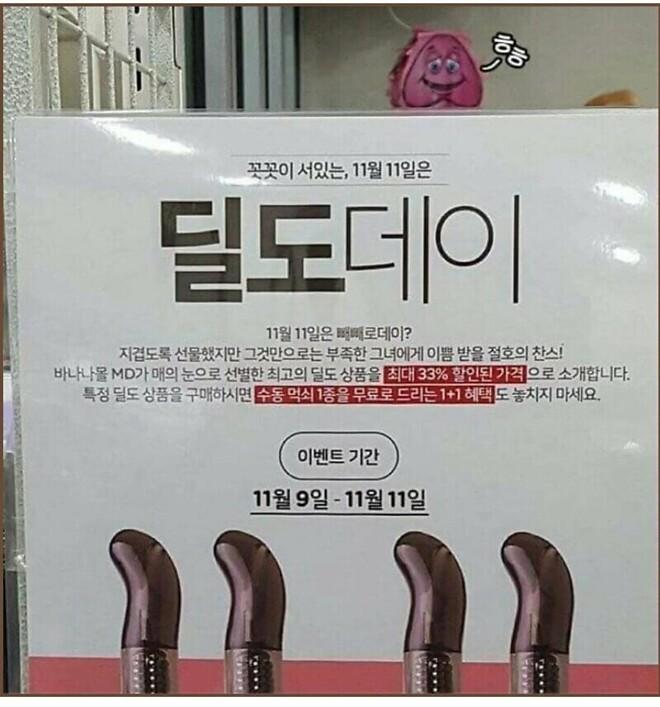 흠흠
꼿꼿이 서있는, 11월 11일은
딜도데이
11월 11일은 빼빼로데이?
지겹도록 선물했지만 그것만으로는 부족한 그녀에게 이쁨 받을 절호의 찬스!
바나나몰 MD가 매의 눈으로 선별한 최고의 딜도 상품을 최대 33% 할인된 가격으로 소개합니다.
특정 딜도 상품을 구매하시면 수동 먹쇠 1종을 무료로 드리는 1+1 혜택도 놓치지 마세요.
이벤트 기간
11월 9일 - 11월 11일